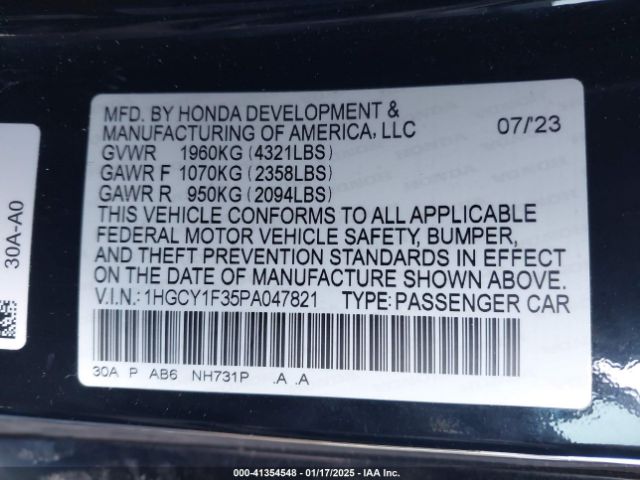 MFD. BY HONDA DEVELOPMENT &
MANUFACTURING OF AMERICA, LLC 07/'23
GVWR 1960KG (4321LBS)
GAWR F 1070KG (2358LBS)
GAWR R 950KG (2094LBS)
THIS VEHICLE CONFORMS TO ALL APPLICABLE
FEDERAL MOTOR VEHICLE SAFETY, BUMPER,
AND THEFT PREVENTION STANDARDS IN EFFECT
ON THE DATE OF MANUFACTURE SHOWN ABOVE.
V.I.N.: 1HGCY1F35PA047821 TYPE: PASSENGER CAR
30A P AB6 NH731P .A .A
30A-A0
000-41354548 - 01/17/2025 - IAA Inc.